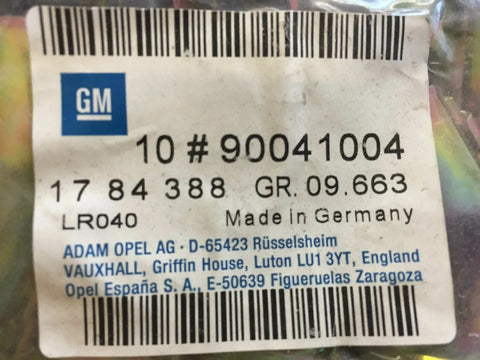 GM
10 # 90041004
17 84 388 GR. 09.663
LR040 Made in Germany
ADAM OPEL AG · D-65423 Rüsselsheim
VAUXHALL, Griffin House, Luton LU1 3YT, England
Opel España S. A., E-50639 Figueruelas Zaragoza